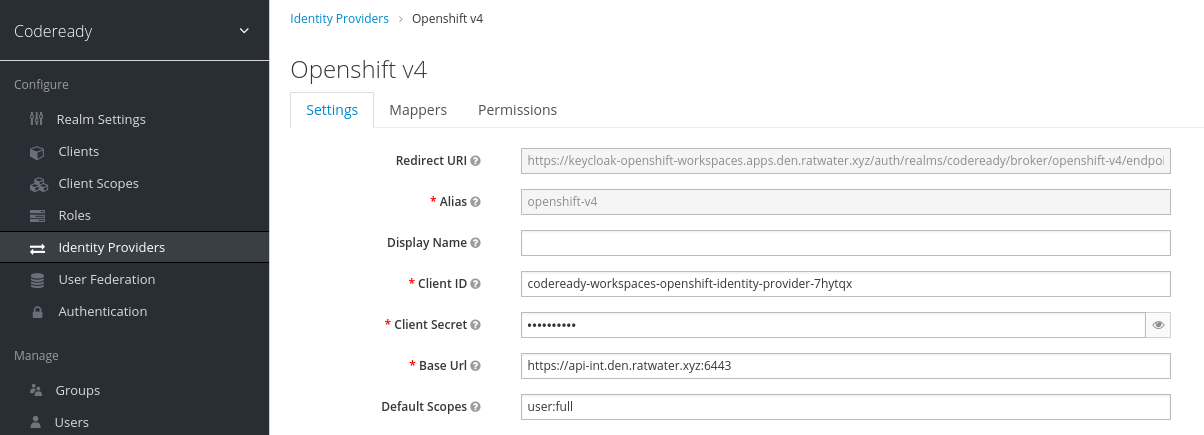 Codeready
Configure
Realm Settings
Clients
Client Scopes
Roles
Identity Providers
User Federation
Authentication
Manage
Groups
Users
Identity Providers > Openshift v4
Openshift v4
Settings Mappers Permissions
Redirect URI https://keycloak-openshift-workspaces.apps.den.ratwater.xyz/auth/realms/codeready/broker/openshift-v4/endpoi
* Alias openshift-v4
Display Name
* Client ID codeready-workspaces-openshift-identity-provider-7hytqx
* Client Secret ••••••••••
* Base Url https://api-int.den.ratwater.xyz:6443
Default Scopes user:full